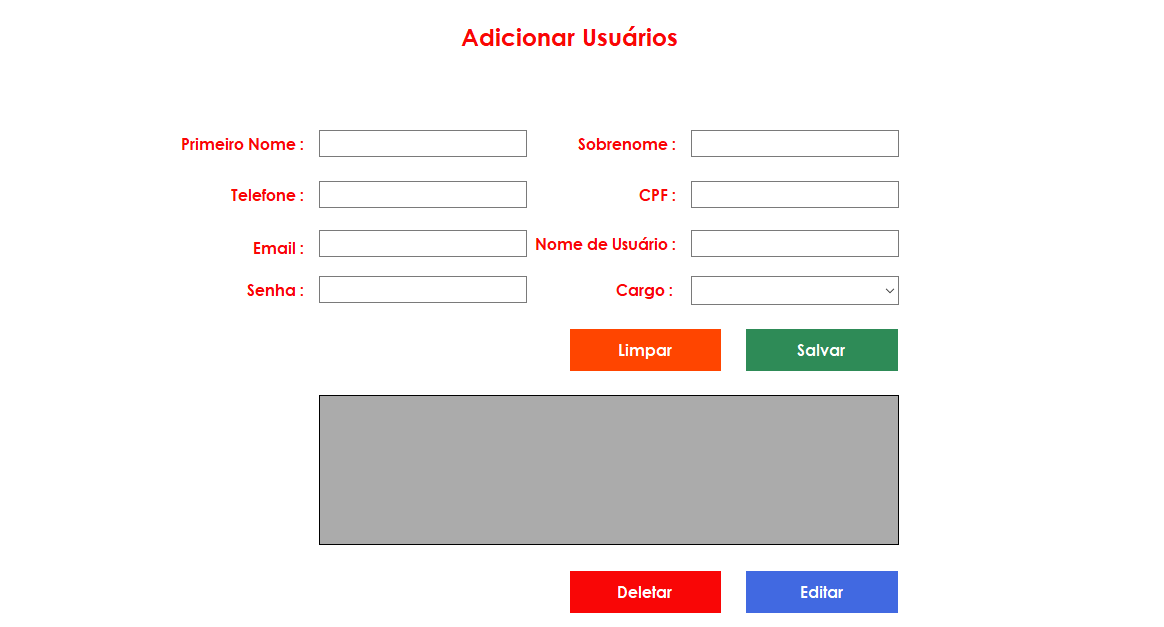 Adicionar Usuários
Primeiro Nome :
Sobrenome :
Telefone :
CPF :
Email :
Nome de Usuário :
Senha :
Cargo :
Limpar
Salvar
Deletar
Editar